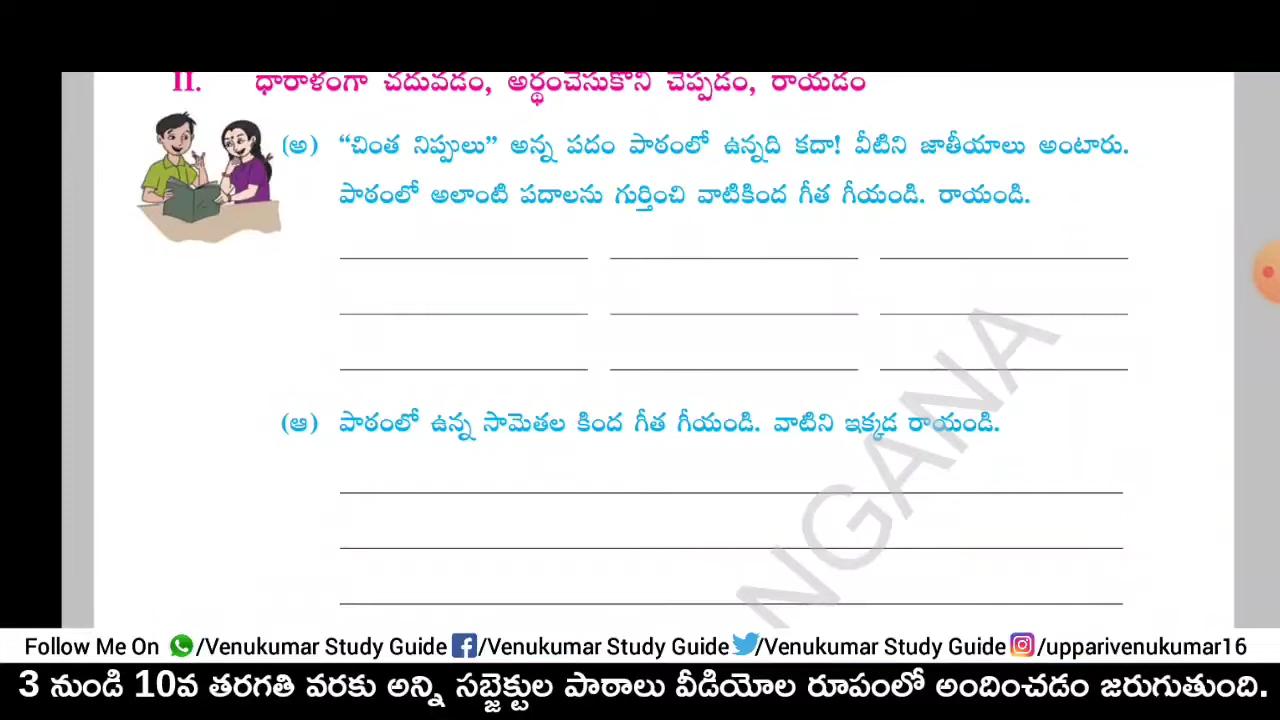 II. ధారాళంగా చదువడం, అర్థంచేసుకొని చెప్పడం, రాయడం
(అ) “చింత నిప్పులు” అన్న పదం పాఠంలో ఉన్నది కదా! వీటిని జాతీయాలు అంటారు.
పాఠంలో అలాంటి పదాలను గుర్తించి వాటికింద గీత గీయండి. రాయండి.
(ఆ) పాఠంలో ఉన్న సామెతల కింద గీత గీయండి. వాటిని ఇక్కడ రాయండి.
NGANA
Follow Me On /Venukumar Study Guide /Venukumar Study Guide /Venukumar Study Guide /upparivenukumar16
3 నుండి 10వ తరగతి వరకు అన్ని సబ్జెక్టుల పాఠాలు వీడియోల రూపంలో అందించడం జరుగుతుంది.